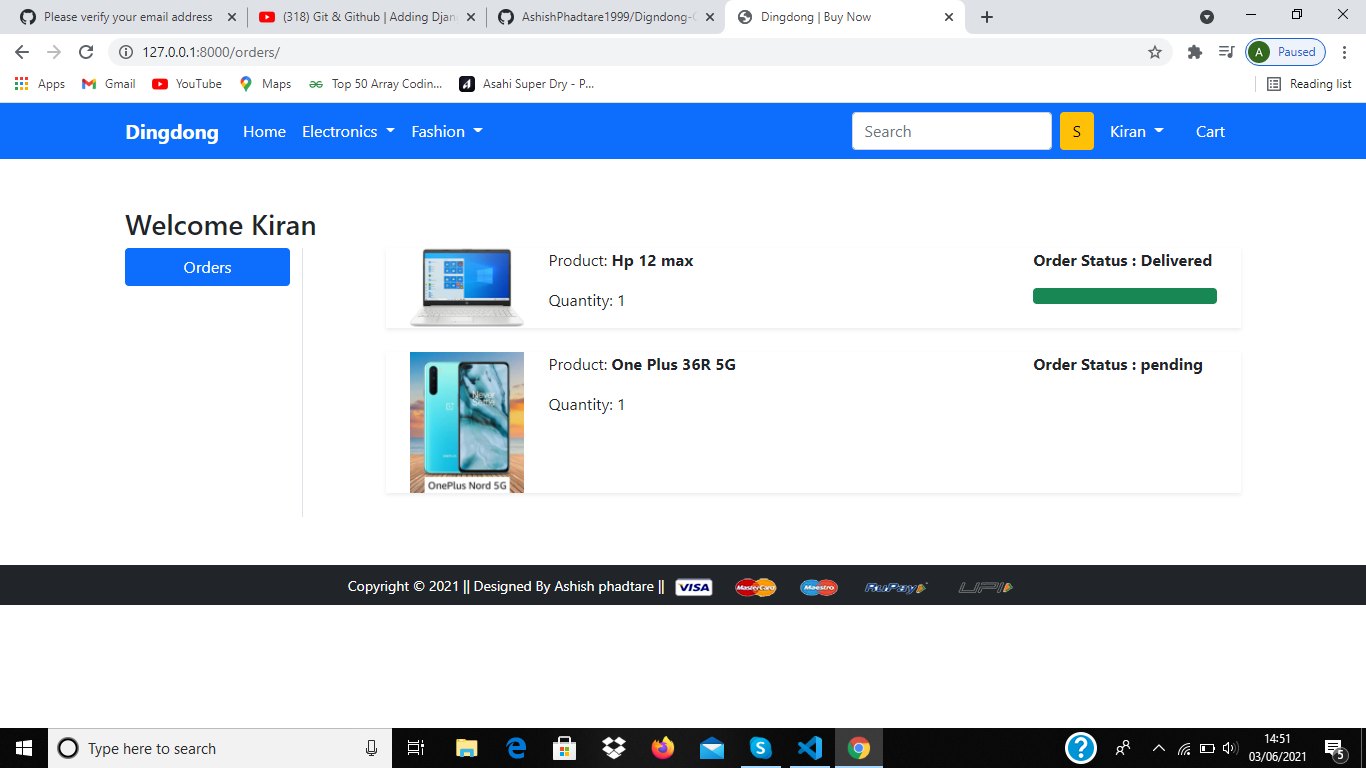 Please verify your email address
(318) Git & Github | Adding Djan
AshishPhadtare1999/Digndong-
Dingdong | Buy Now
127.0.0.1:8000/orders/
A Paused
Apps
Gmail
YouTube
Maps
Top 50 Array Codin...
Asahi Super Dry - P...
Reading list
Dingdong
Home
Electronics
Fashion
Search
S
Kiran
Cart
Welcome Kiran
Orders
Product: Hp 12 max
Quantity: 1
Order Status : Delivered
Product: One Plus 36R 5G
Quantity: 1
Order Status : pending
OnePlus Nord 5G
Copyright © 2021 || Designed By Ashish phadtare ||
VISA
MasterCard
Maestro
RuPay
UPI
Type here to search
14:51
03/06/2021
5